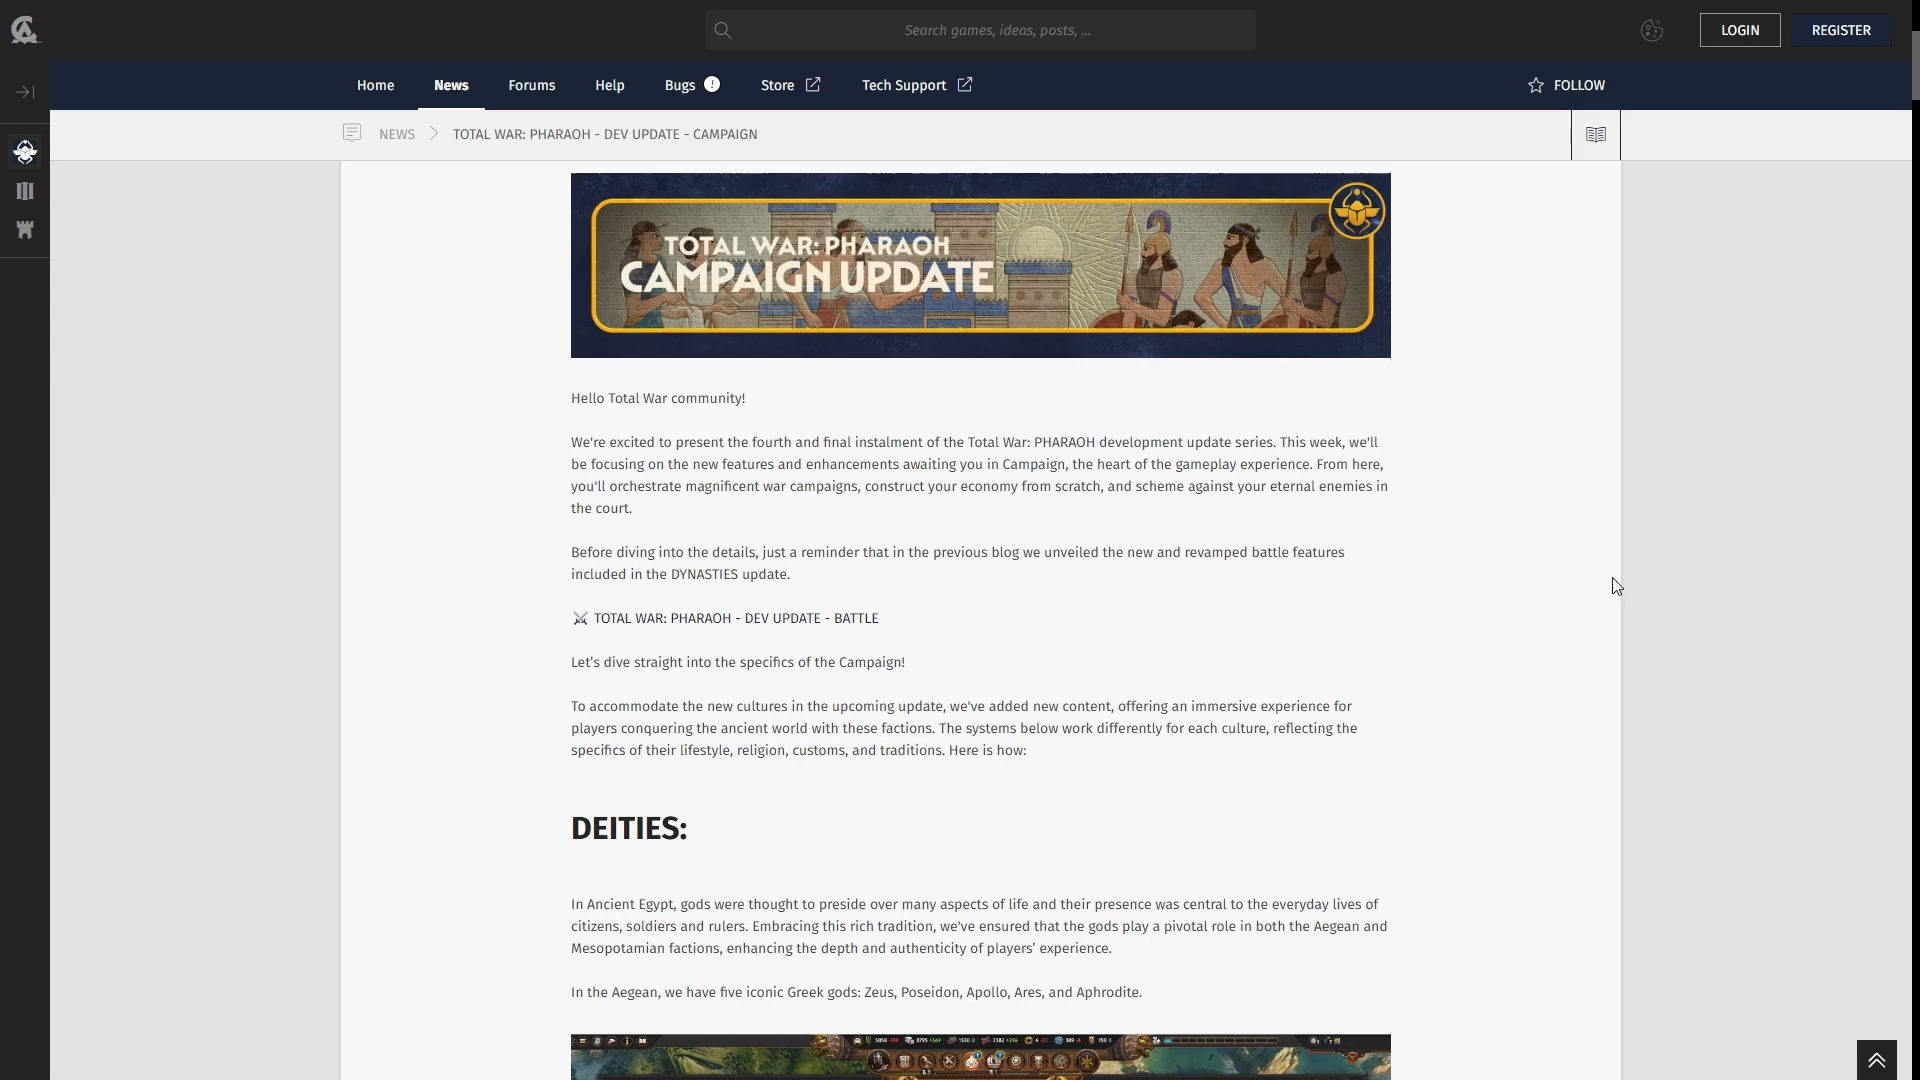 Search games, ideas, posts, ...
LOGIN
REGISTER
Home
News
Forums
Help
Bugs
Store
Tech Support
FOLLOW
NEWS
TOTAL WAR: PHARAOH - DEV UPDATE - CAMPAIGN
TOTAL WAR: PHARAOH
CAMPAIGN UPDATE
Hello Total War community!
We're excited to present the fourth and final instalment of the Total War: PHARAOH development update series. This week, we'll
be focusing on the new features and enhancements awaiting you in Campaign, the heart of the gameplay experience. From here,
you'll orchestrate magnificent war campaigns, construct your economy from scratch, and scheme against your eternal enemies in
the court.
Before diving into the details, just a reminder that in the previous blog we unveiled the new and revamped battle features
included in the DYNASTIES update.
⚔️ TOTAL WAR: PHARAOH - DEV UPDATE - BATTLE
Let’s dive straight into the specifics of the Campaign!
To accommodate the new cultures in the upcoming update, we've added new content, offering an immersive experience for
players conquering the ancient world with these factions. The systems below work differently for each culture, reflecting the
specifics of their lifestyle, religion, customs, and traditions. Here is how:
DEITIES:
In Ancient Egypt, gods were thought to preside over many aspects of life and their presence was central to the everyday lives of
citizens, soldiers and rulers. Embracing this rich tradition, we've ensured that the gods play a pivotal role in both the Aegean and
Mesopotamian factions, enhancing the depth and authenticity of players’ experience.
In the Aegean, we have five iconic Greek gods: Zeus, Poseidon, Apollo, Ares, and Aphrodite.